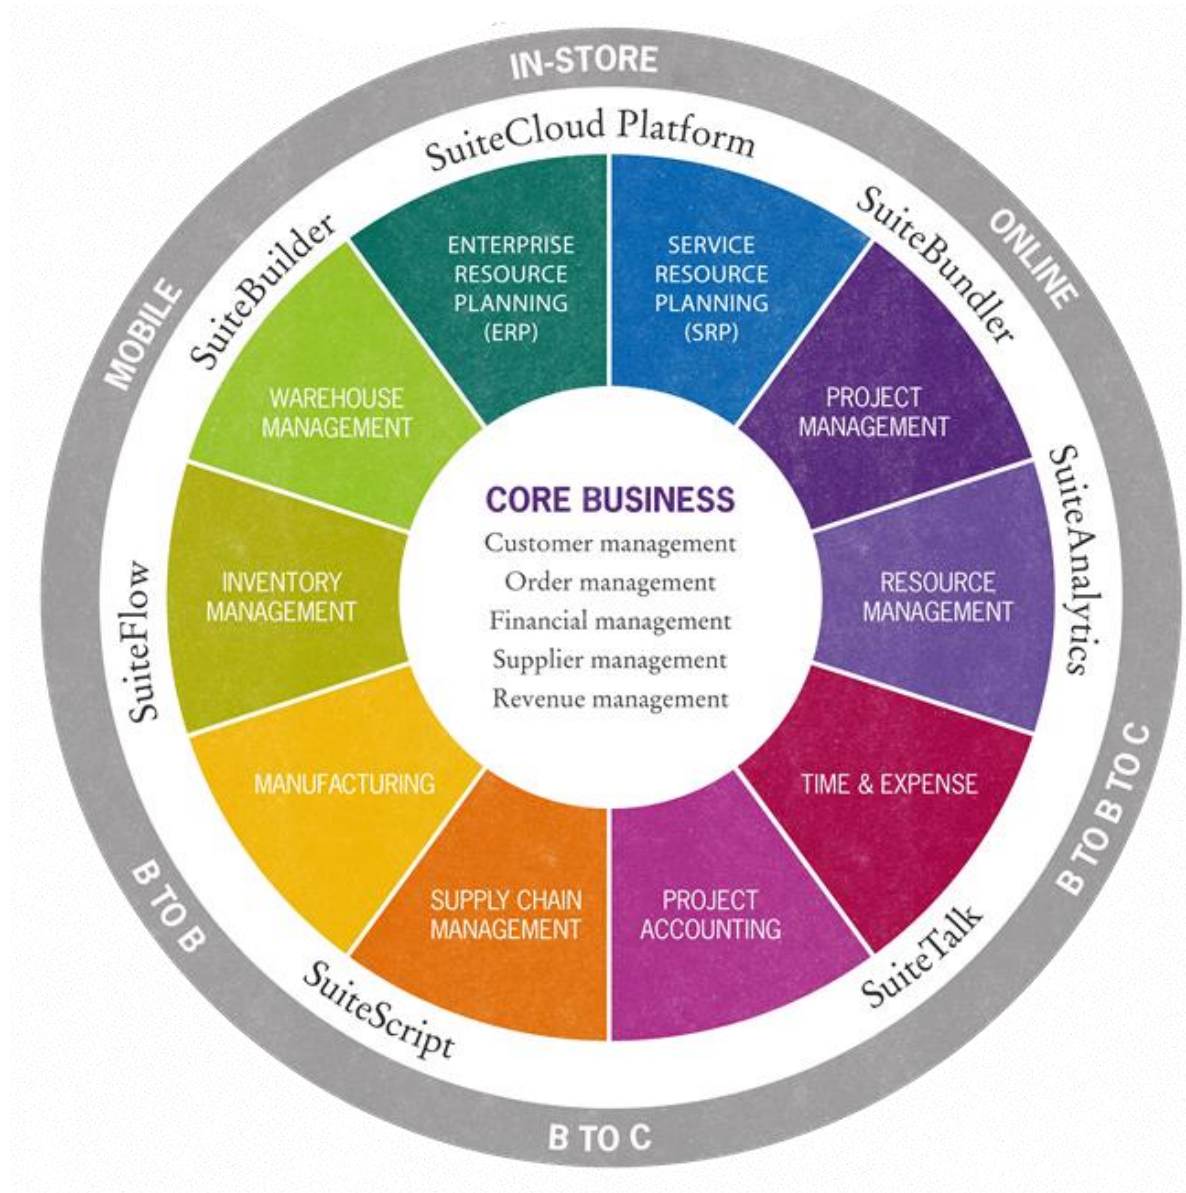 IN-STORE
SuiteCloud Platform
SuiteBuilder
SuiteBundler
ONLINE
MOBILE
ENTERPRISE
RESOURCE
PLANNING
(ERP)
SERVICE
RESOURCE
PLANNING
(SRP)
WAREHOUSE
MANAGEMENT
PROJECT
MANAGEMENT
SuiteAnalytics
CORE BUSINESS
Customer management
Order management
Financial management
Supplier management
Revenue management
INVENTORY
MANAGEMENT
RESOURCE
MANAGEMENT
SuiteFlow
MANUFACTURING
TIME & EXPENSE
B TO B TO C
SUPPLY CHAIN
MANAGEMENT
PROJECT
ACCOUNTING
B TO B
SuiteScript
SuiteTalk
B TO C